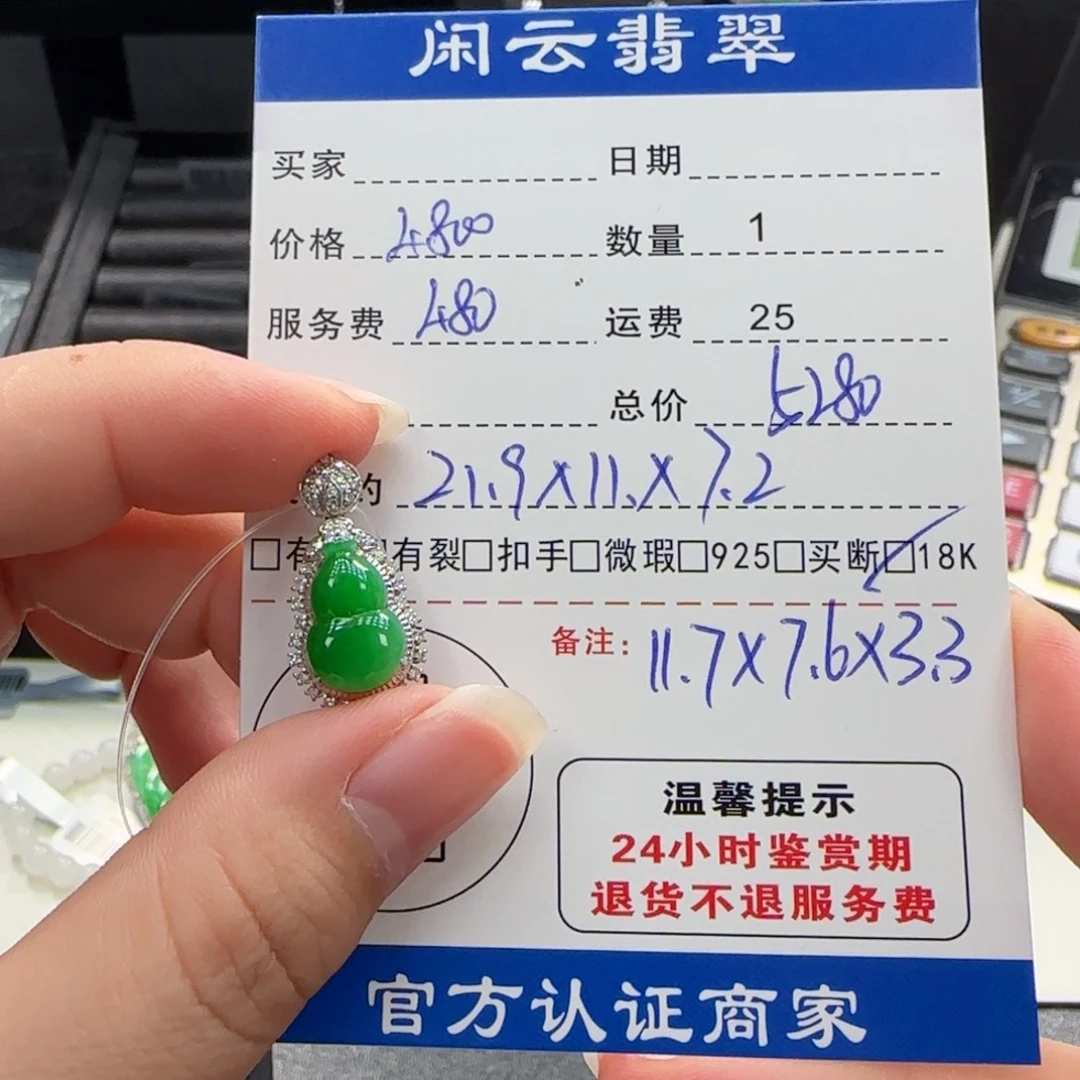 闲云翡翠
买家 日期
价格 4800 数量 1
服务费 480 运费 25
总价 5280
约 21.9X11.X7.2
□有 有裂□扣手□微瑕□925□买断☑18K
备注: 11.7X7.6X3.3
温馨提示
24小时鉴赏期
退货不退服务费
官方认证商家